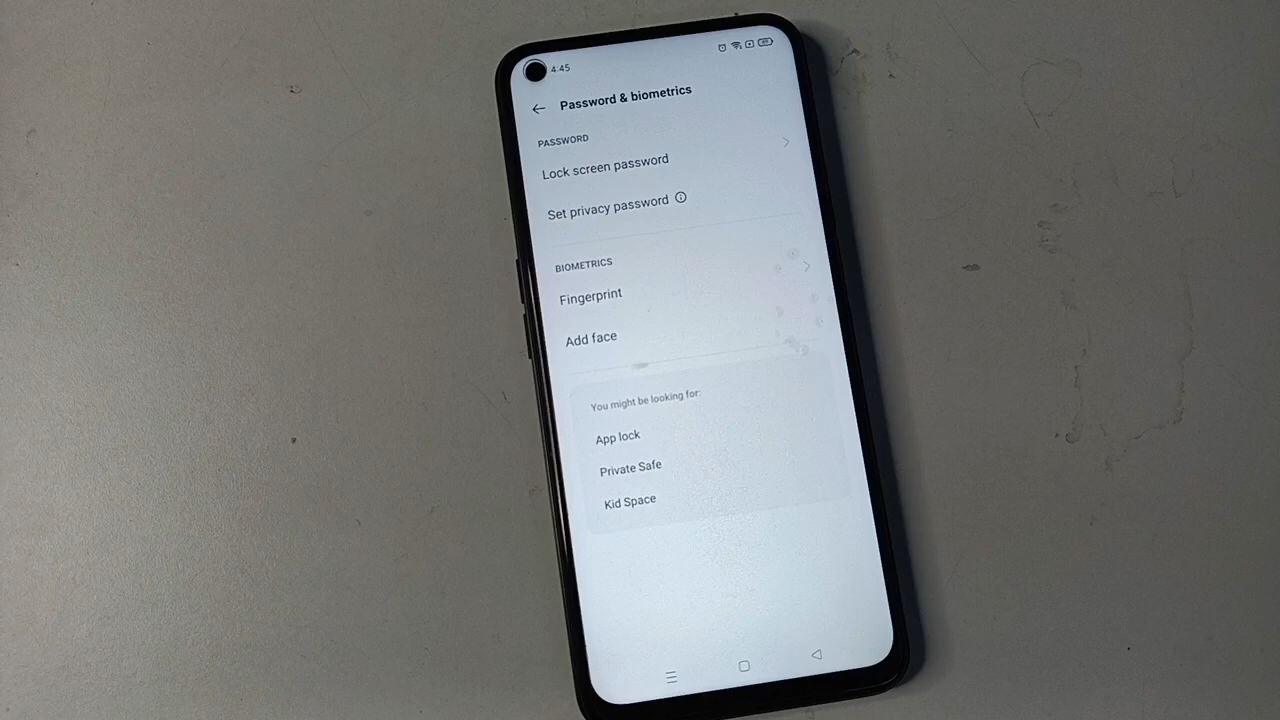 4:45
Password & biometrics
PASSWORD
Lock screen password
Set privacy password
BIOMETRICS
Fingerprint
Add face
You might be looking for:
App lock
Private Safe
Kid Space